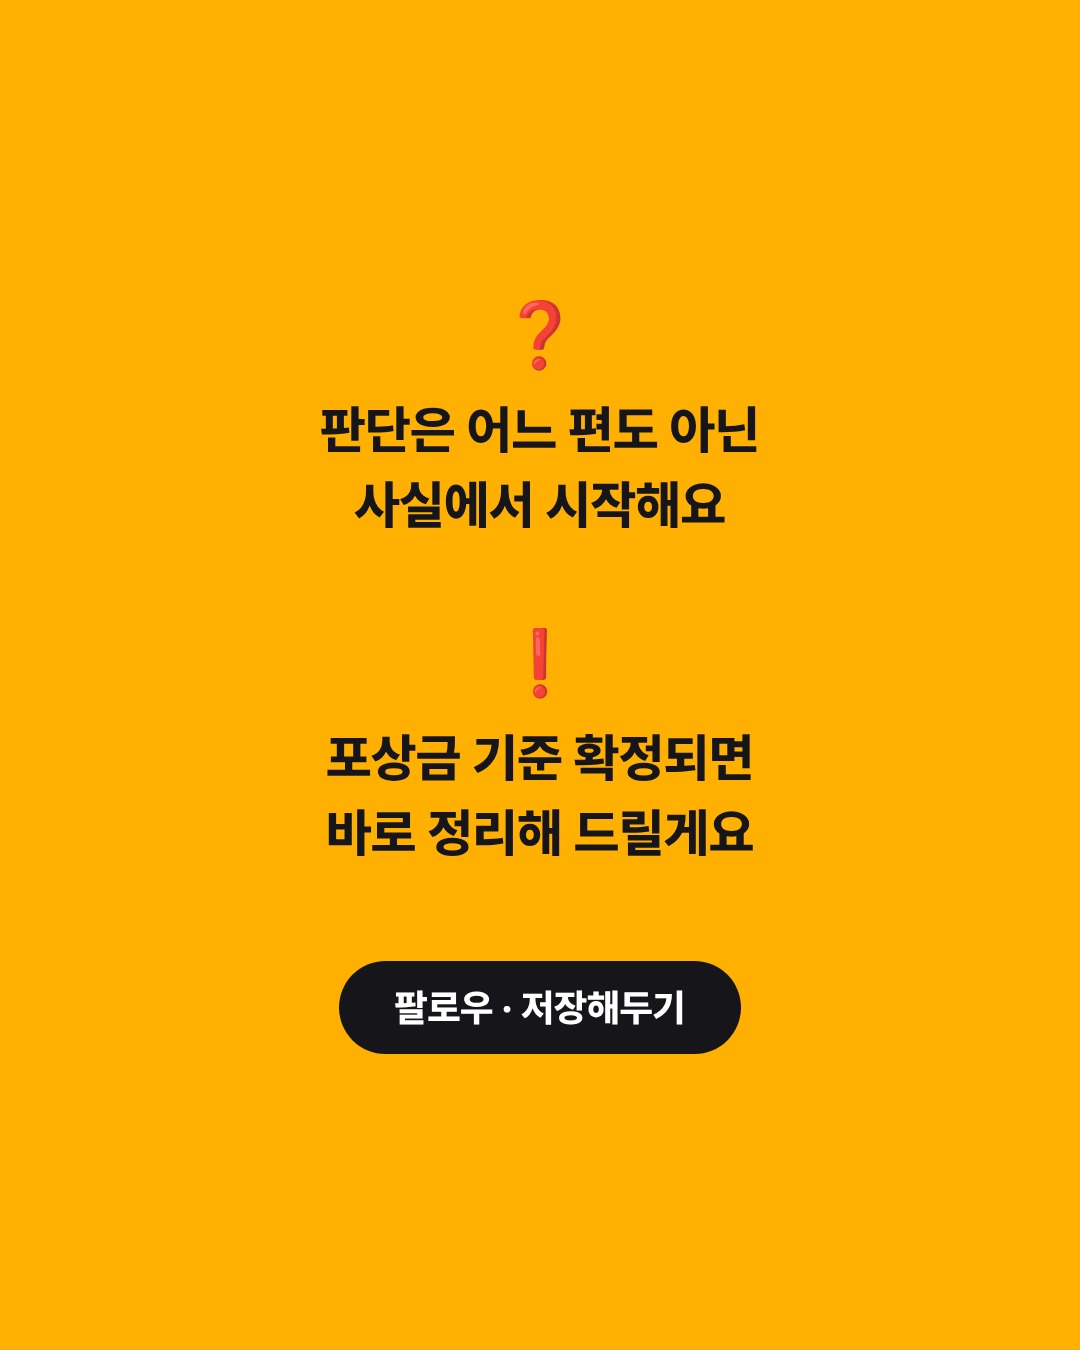 ❓
판단은 어느 편도 아닌
사실에서 시작해요
❗
포상금 기준 확정되면
바로 정리해 드릴게요
팔로우 · 저장해두기